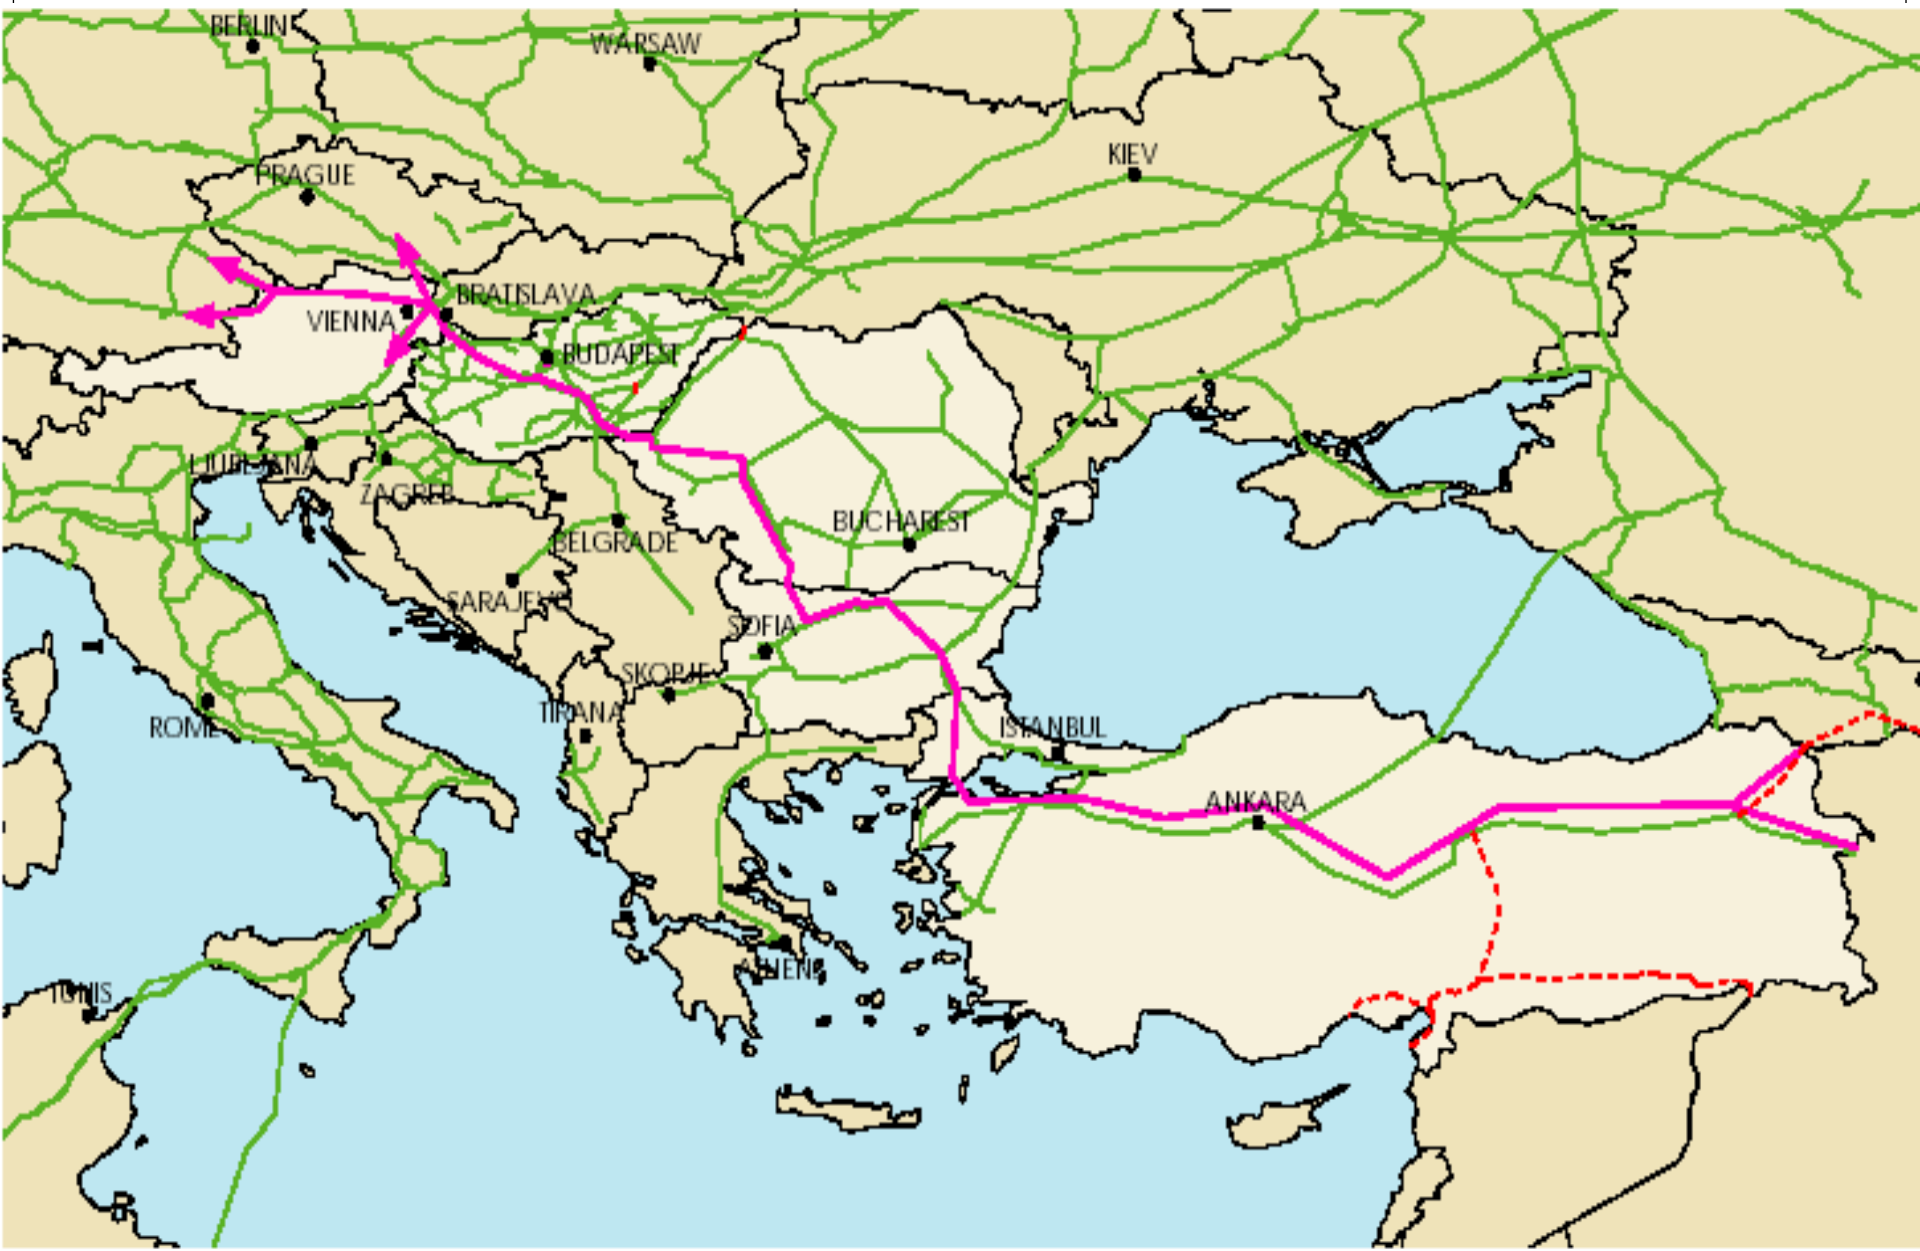 BERLIN
WARSAW
KIEV
PRAGUE
BRATISLAVA
VIENNA
BUDAPEST
LJUBLJANA
ZAGREB
BUCHAREST
BELGRADE
SARAJEVO
SOFIA
SKOPJE
TIRANA
ROME
ISTANBUL
ANKARA
ATHENS
TUNIS